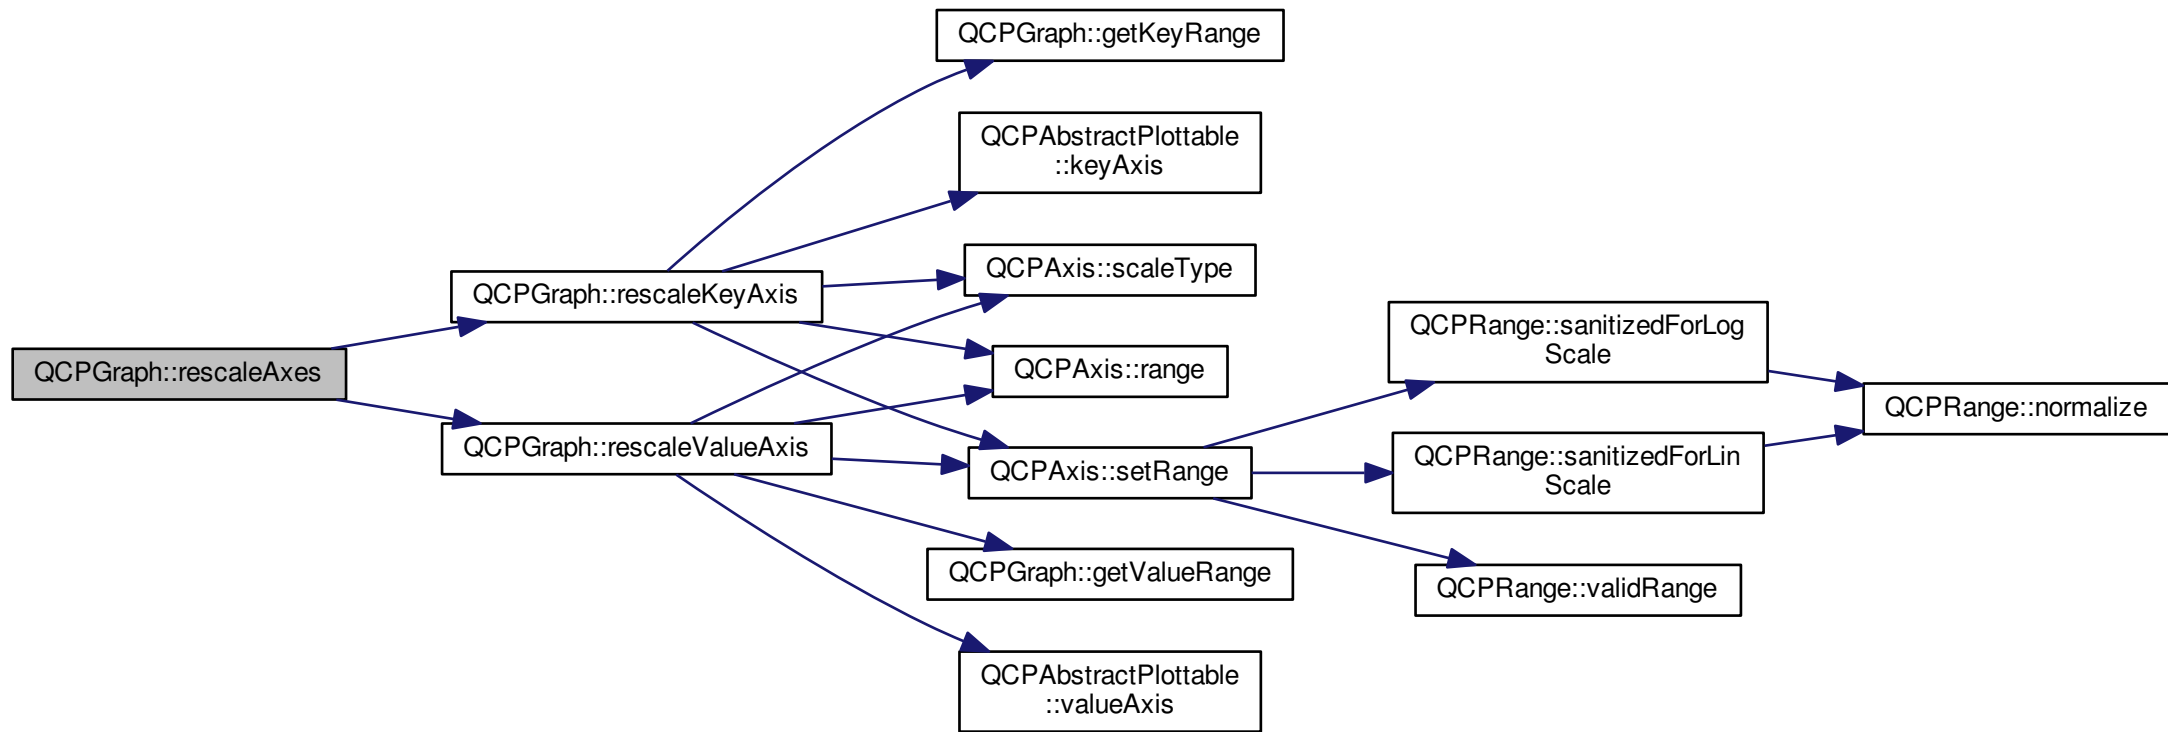 QCPGraph::rescaleAxes
QCPGraph::rescaleKeyAxis
QCPGraph::rescaleValueAxis
QCPGraph::getKeyRange
QCPAbstractPlottable
::keyAxis
QCPAxis::scaleType
QCPAxis::range
QCPAxis::setRange
QCPGraph::getValueRange
QCPAbstractPlottable
::valueAxis
QCPRange::sanitizedForLog
Scale
QCPRange::sanitizedForLin
Scale
QCPRange::validRange
QCPRange::normalize